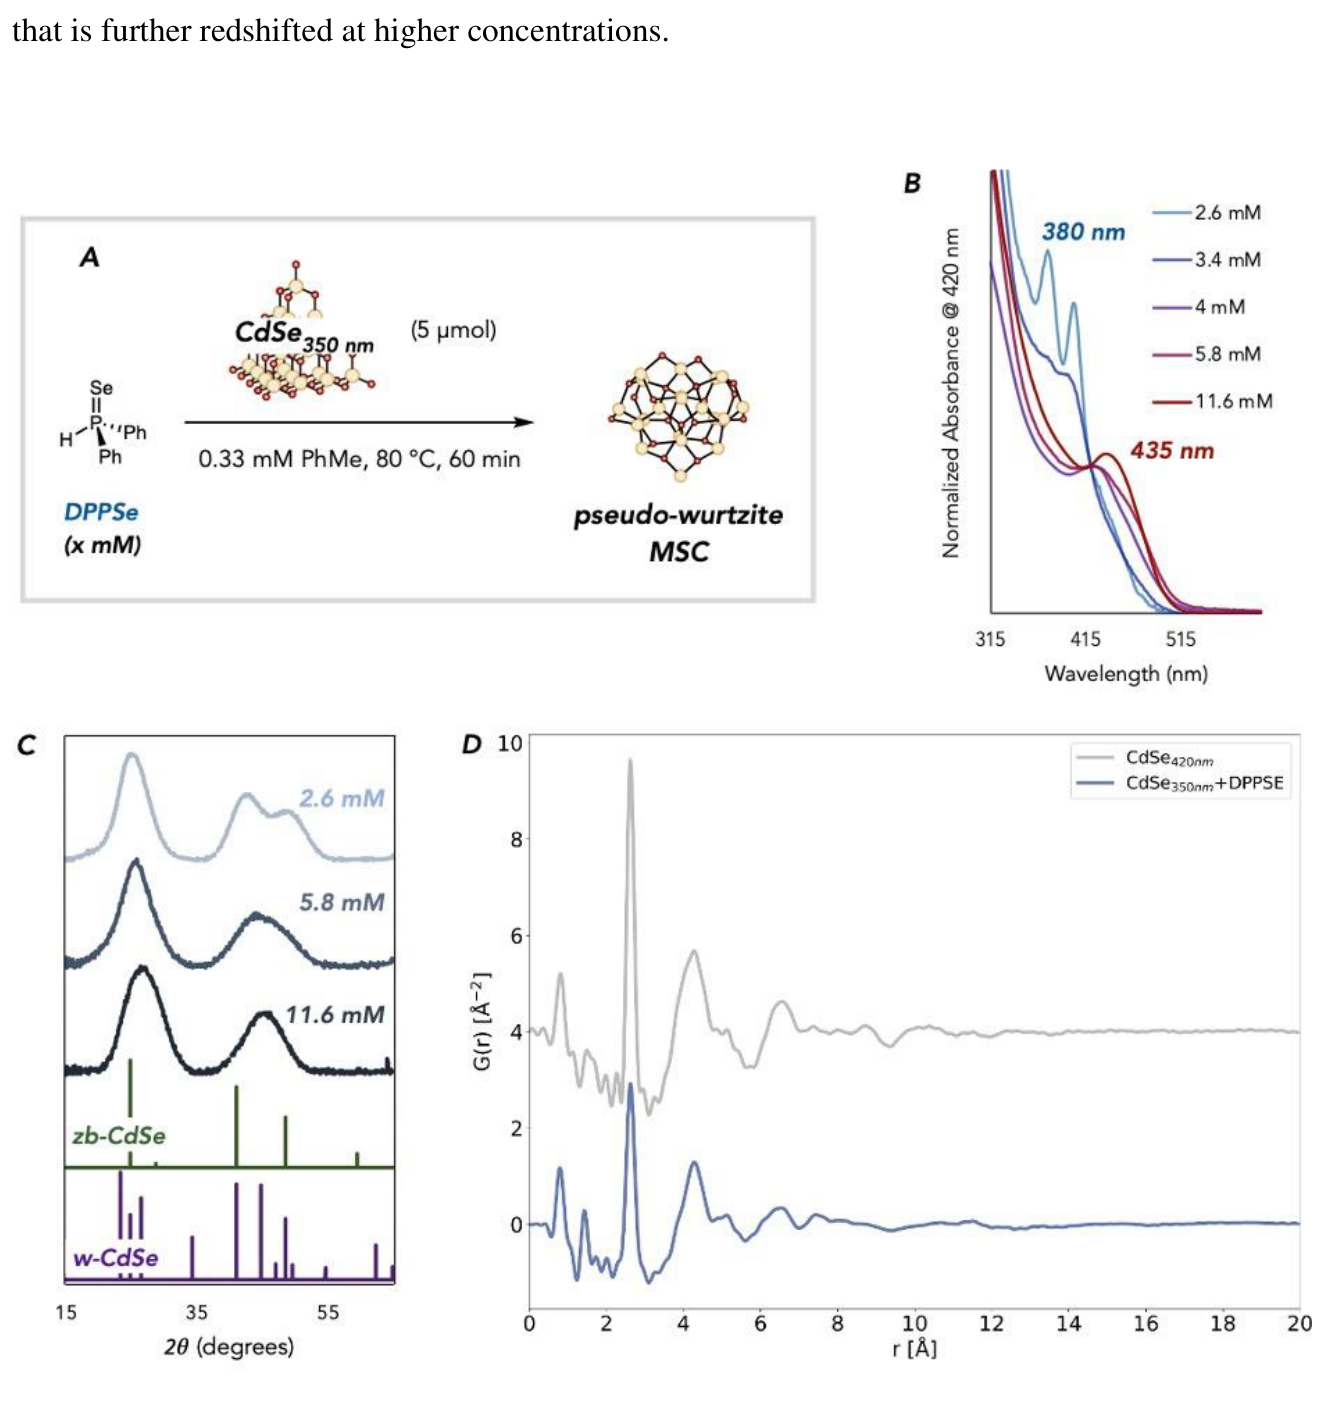 that is further redshifted at higher concentrations.
A
CdSe350 nm
(5 μmol)
Se
P
H
Ph
Ph
0.33 mM PhMe, 80 °C, 60 min
DPPSe
(x mM)
pseudo-wurtzite
MSC
B
Normalized Absorbance @ 420 nm
380 nm
435 nm
2.6 mM
3.4 mM
4 mM
5.8 mM
11.6 mM
315 415 515
Wavelength (nm)
C
2.6 mM
5.8 mM
11.6 mM
zb-CdSe
w-CdSe
15 35 55
2θ (degrees)
D
10
8
6
4
2
0
G(r) [Å⁻²]
CdSe420nm
CdSe350nm+DPPSE
0 2 4 6 8 10 12 14 16 18 20
r [Å]